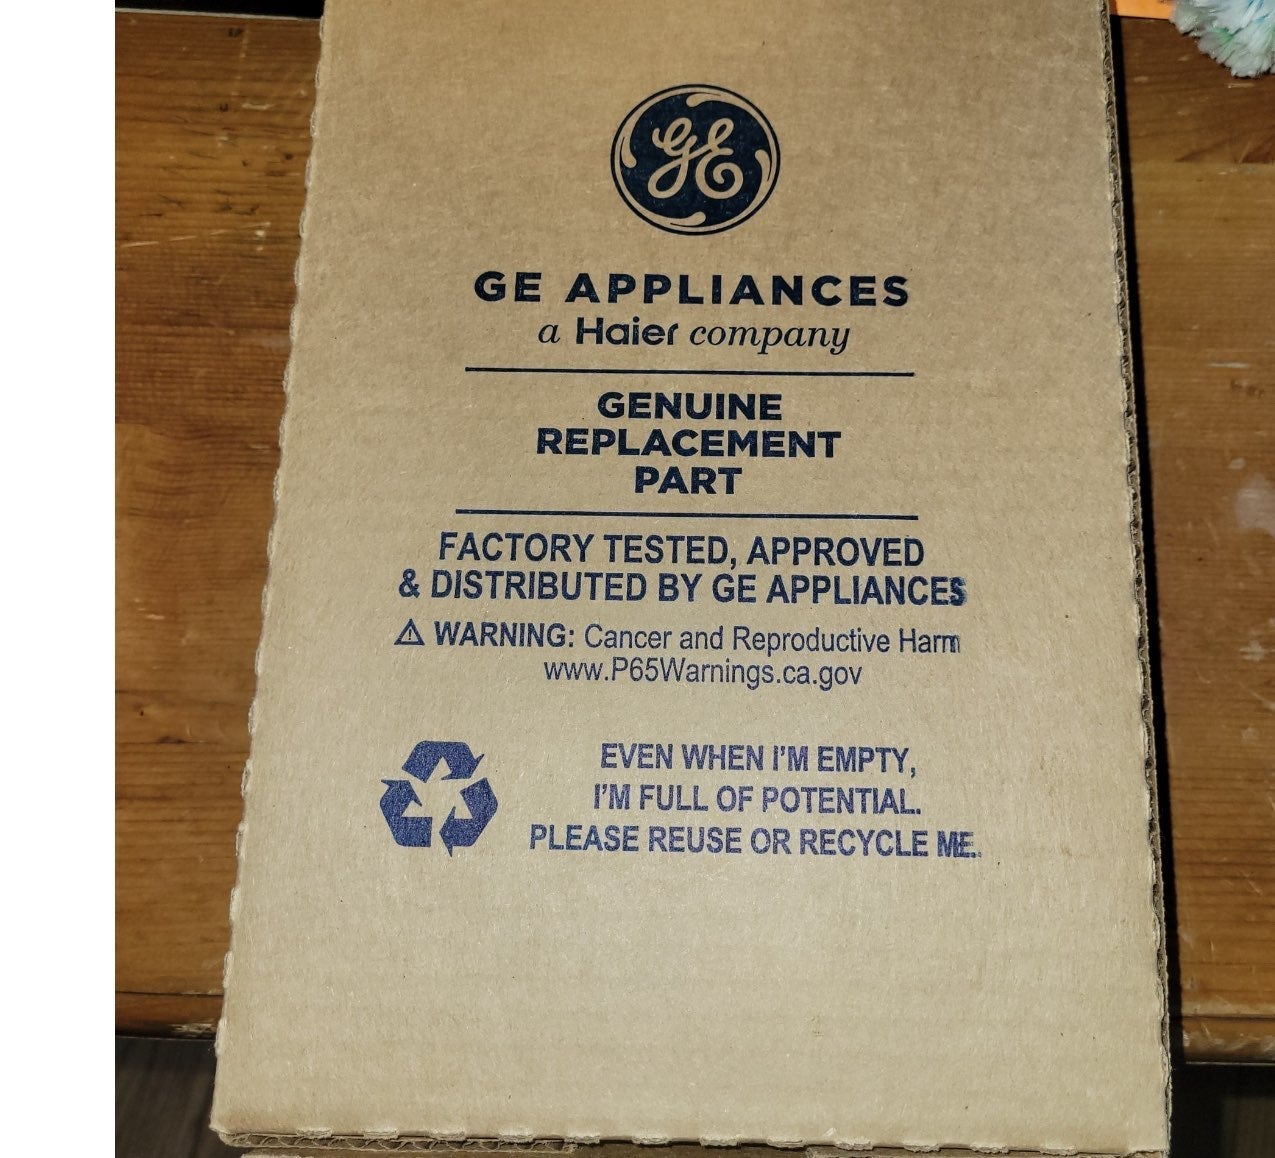 GE
GE APPLIANCES
a Haier company
GENUINE
REPLACEMENT
PART
FACTORY TESTED, APPROVED
& DISTRIBUTED BY GE APPLIANCES
⚠ WARNING: Cancer and Reproductive Harm
www.P65Warnings.ca.gov
EVEN WHEN I'M EMPTY,
I'M FULL OF POTENTIAL.
PLEASE REUSE OR RECYCLE ME.